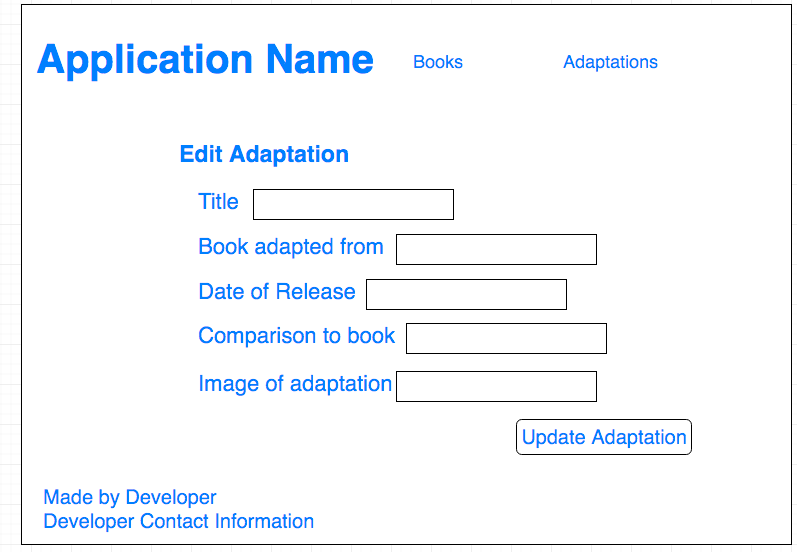 Application Name Books Adaptations
Edit Adaptation
Title
Book adapted from
Date of Release
Comparison to book
Image of adaptation
Update Adaptation
Made by Developer
Developer Contact Information